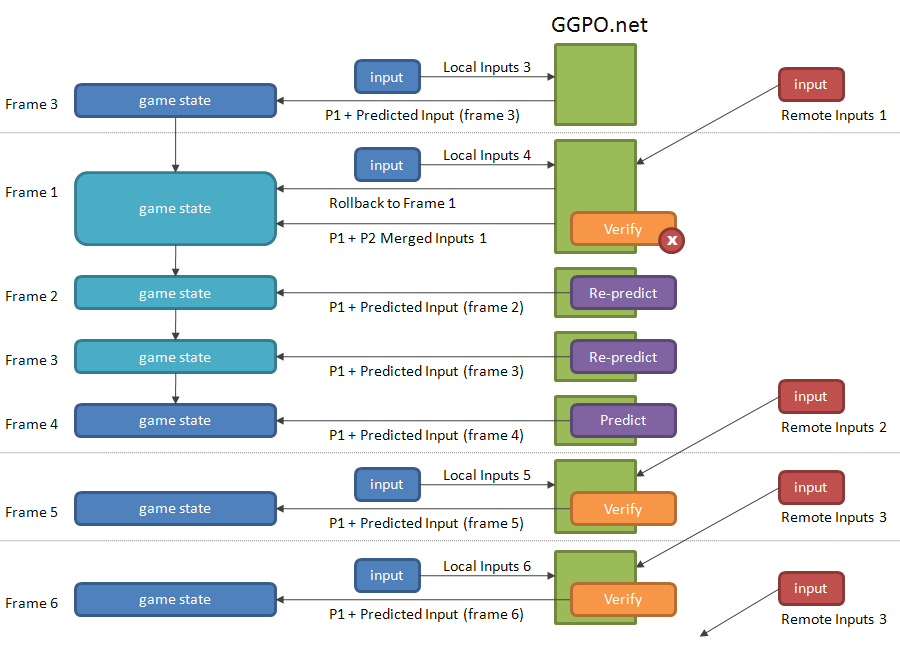 GGPO.net
input
Local Inputs 3
input
Frame 3
game state
P1 + Predicted Input (frame 3)
Remote Inputs 1
input
Local Inputs 4
Frame 1
game state
Rollback to Frame 1
Verify
x
P1 + P2 Merged Inputs 1
Frame 2
game state
P1 + Predicted Input (frame 2)
Re-predict
Frame 3
game state
P1 + Predicted Input (frame 3)
Re-predict
input
Frame 4
game state
P1 + Predicted Input (frame 4)
Predict
Remote Inputs 2
input
Local Inputs 5
input
Frame 5
game state
P1 + Predicted Input (frame 5)
Verify
Remote Inputs 3
input
Local Inputs 6
input
Frame 6
game state
P1 + Predicted Input (frame 6)
Verify
Remote Inputs 3